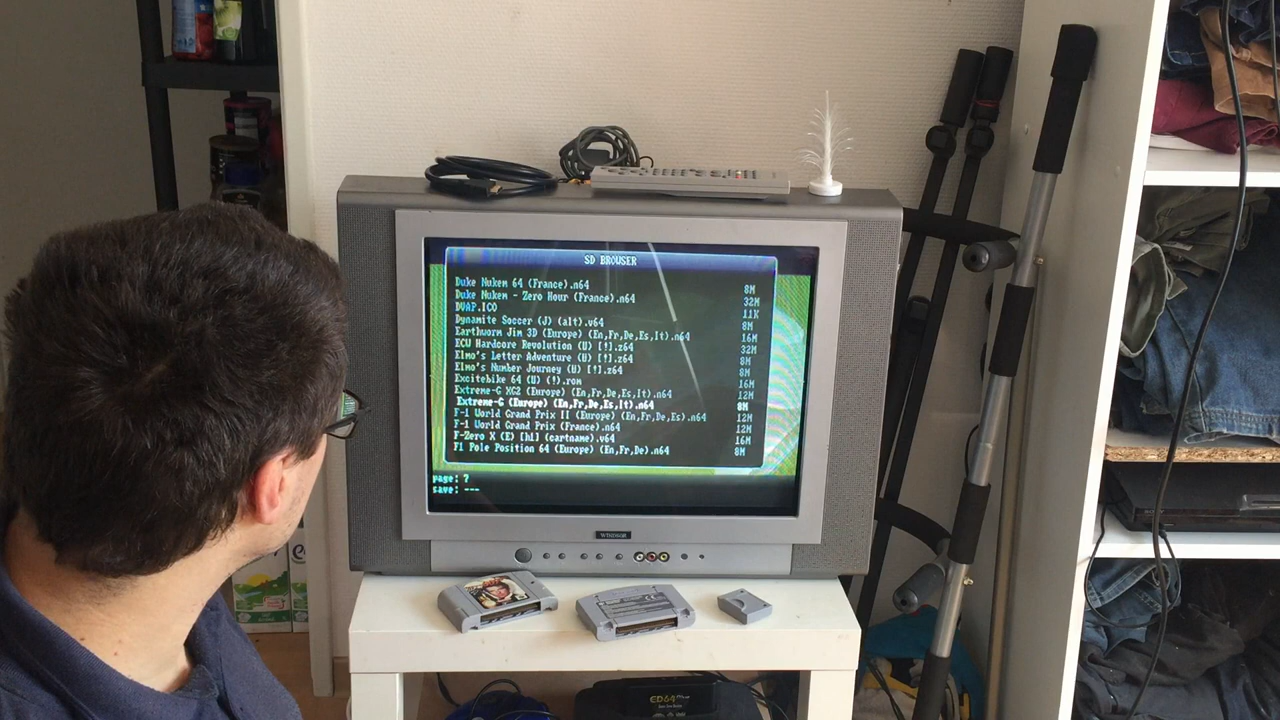 SD BROWSER
Duke Nukem 64 (France).n64 8M
Duke Nukem - Zero Hour (France).n64 32M
DVAP.ICO 11K
Dynamite Soccer (J) (alt).v64 8M
Earthworm Jim 3D (Europe) (En,Fr,De,Es,It).n64 16M
ECW Hardcore Revolution (U) [!].z64 32M
Elmo's Letter Adventure (U) [!].z64 8M
Elmo's Number Journey (U) [!].z64 8M
Excitebike 64 (U) (!).rom 16M
Extreme-G XG2 (Europe) (En,Fr,De,Es,It).n64 12M
Extreme-G (Europe) (En,Fr,De,Es,It).n64 8M
F-1 World Grand Prix II (Europe) (En,Fr,De,Es).n64 12M
F-1 World Grand Prix (France).n64 12M
F-Zero X (E) [h1] (cartname).v64 16M
F1 Pole Position 64 (Europe) (En,Fr,De).n64 8M
page: 7
save: ---
ED64